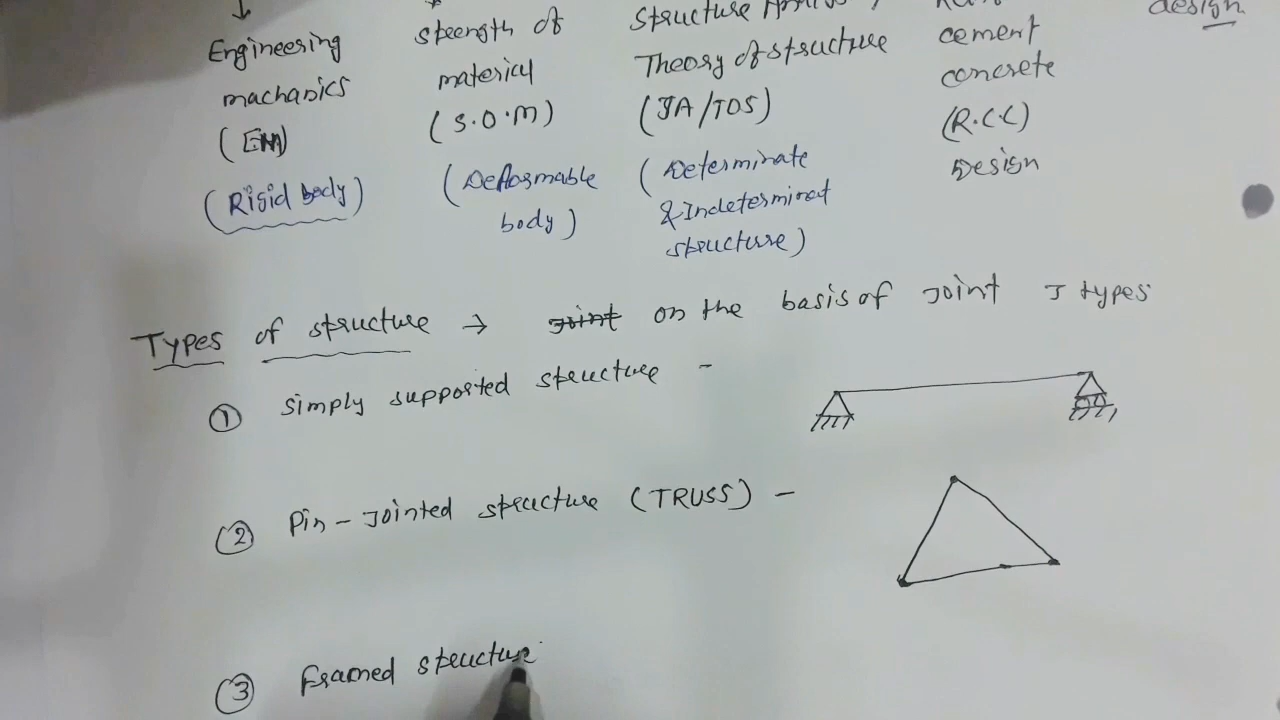 Engineering
machanics
(EM)
(Rigid body)
strength of
material
(S.O.M)
(Deformable
body)
structure
Theory of structure
(SA/TOS)
(Determinate
& Indeterminat
structure)
cement
concrete
(R.C.C)
Design
design
Types of structure → on the basis of Joint 3 types
① simply supported structure -
② Pin - Jointed structure (TRUSS) -
③ framed structure